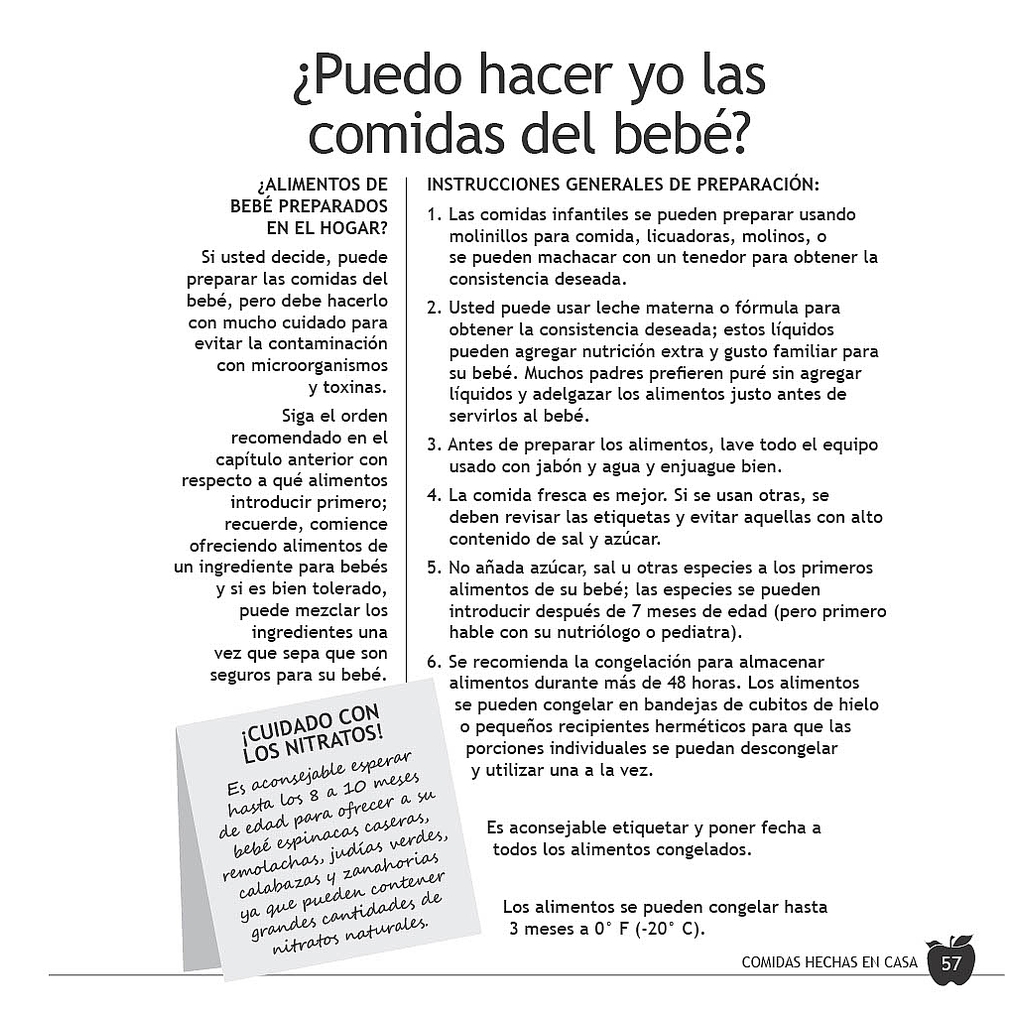 ¿Puedo hacer yo las
comidas del bebé?
¿ALIMENTOS DE
BEBÉ PREPARADOS
EN EL HOGAR?
Si usted decide, puede
preparar las comidas del
bebé, pero debe hacerlo
con mucho cuidado para
evitar la contaminación
con microorganismos
y toxinas.
Siga el orden
recomendado en el
capítulo anterior con
respecto a qué alimentos
introducir primero;
recuerde, comience
ofreciendo alimentos de
un ingrediente para bebés
y si es bien tolerado,
puede mezclar los
ingredientes una
vez que sepa que son
seguros para su bebé.
¡CUIDADO CON
LOS NITRATOS!
Es aconsejable esperar
hasta los 8 a 10 meses
de edad para ofrecer a su
bebé espinacas caseras,
remolachas, judías verdes,
calabazas y zanahorias
ya que pueden contener
grandes cantidades de
nitratos naturales.
INSTRUCCIONES GENERALES DE PREPARACIÓN:
1. Las comidas infantiles se pueden preparar usando
molinillos para comida, licuadoras, molinos, o
se pueden machacar con un tenedor para obtener la
consistencia deseada.
2. Usted puede usar leche materna o fórmula para
obtener la consistencia deseada; estos líquidos
pueden agregar nutrición extra y gusto familiar para
su bebé. Muchos padres prefieren puré sin agregar
líquidos y adelgazar los alimentos justo antes de
servirlos al bebé.
3. Antes de preparar los alimentos, lave todo el equipo
usado con jabón y agua y enjuague bien.
4. La comida fresca es mejor. Si se usan otras, se
deben revisar las etiquetas y evitar aquellas con alto
contenido de sal y azúcar.
5. No añada azúcar, sal u otras especies a los primeros
alimentos de su bebé; las especies se pueden
introducir después de 7 meses de edad (pero primero
hable con su nutriólogo o pediatra).
6. Se recomienda la congelación para almacenar
alimentos durante más de 48 horas. Los alimentos
se pueden congelar en bandejas de cubitos de hielo
o pequeños recipientes herméticos para que las
porciones individuales se puedan descongelar
y utilizar una a la vez.
Es aconsejable etiquetar y poner fecha a
todos los alimentos congelados.
Los alimentos se pueden congelar hasta
3 meses a 0° F (-20° C).
COMIDAS HECHAS EN CASA 57